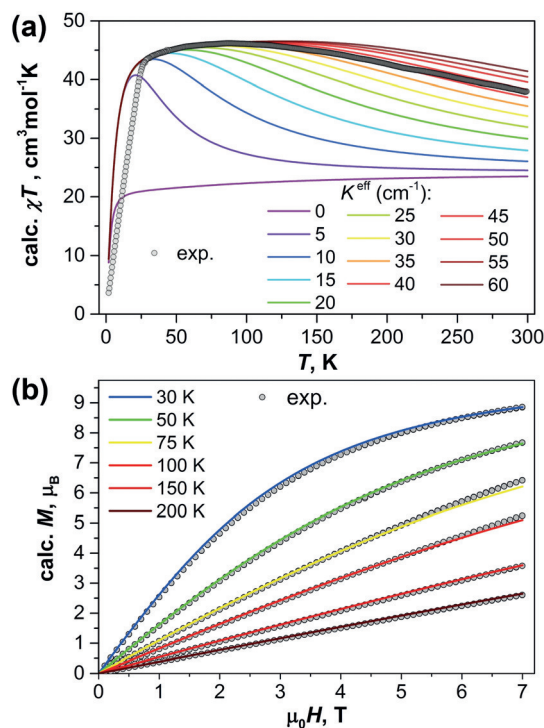 (a)
calc. χT , cm³mol⁻¹K
50
40
30
20
10
0
K^eff (cm⁻¹):
0
5
10
15
20
25
30
35
40
45
50
55
60
exp.
0 50 100 150 200 250 300
T, K
(b)
calc. M, μ_B
9
8
7
6
5
4
3
2
1
0
30 K
50 K
75 K
100 K
150 K
200 K
exp.
0 1 2 3 4 5 6 7
μ₀H, T